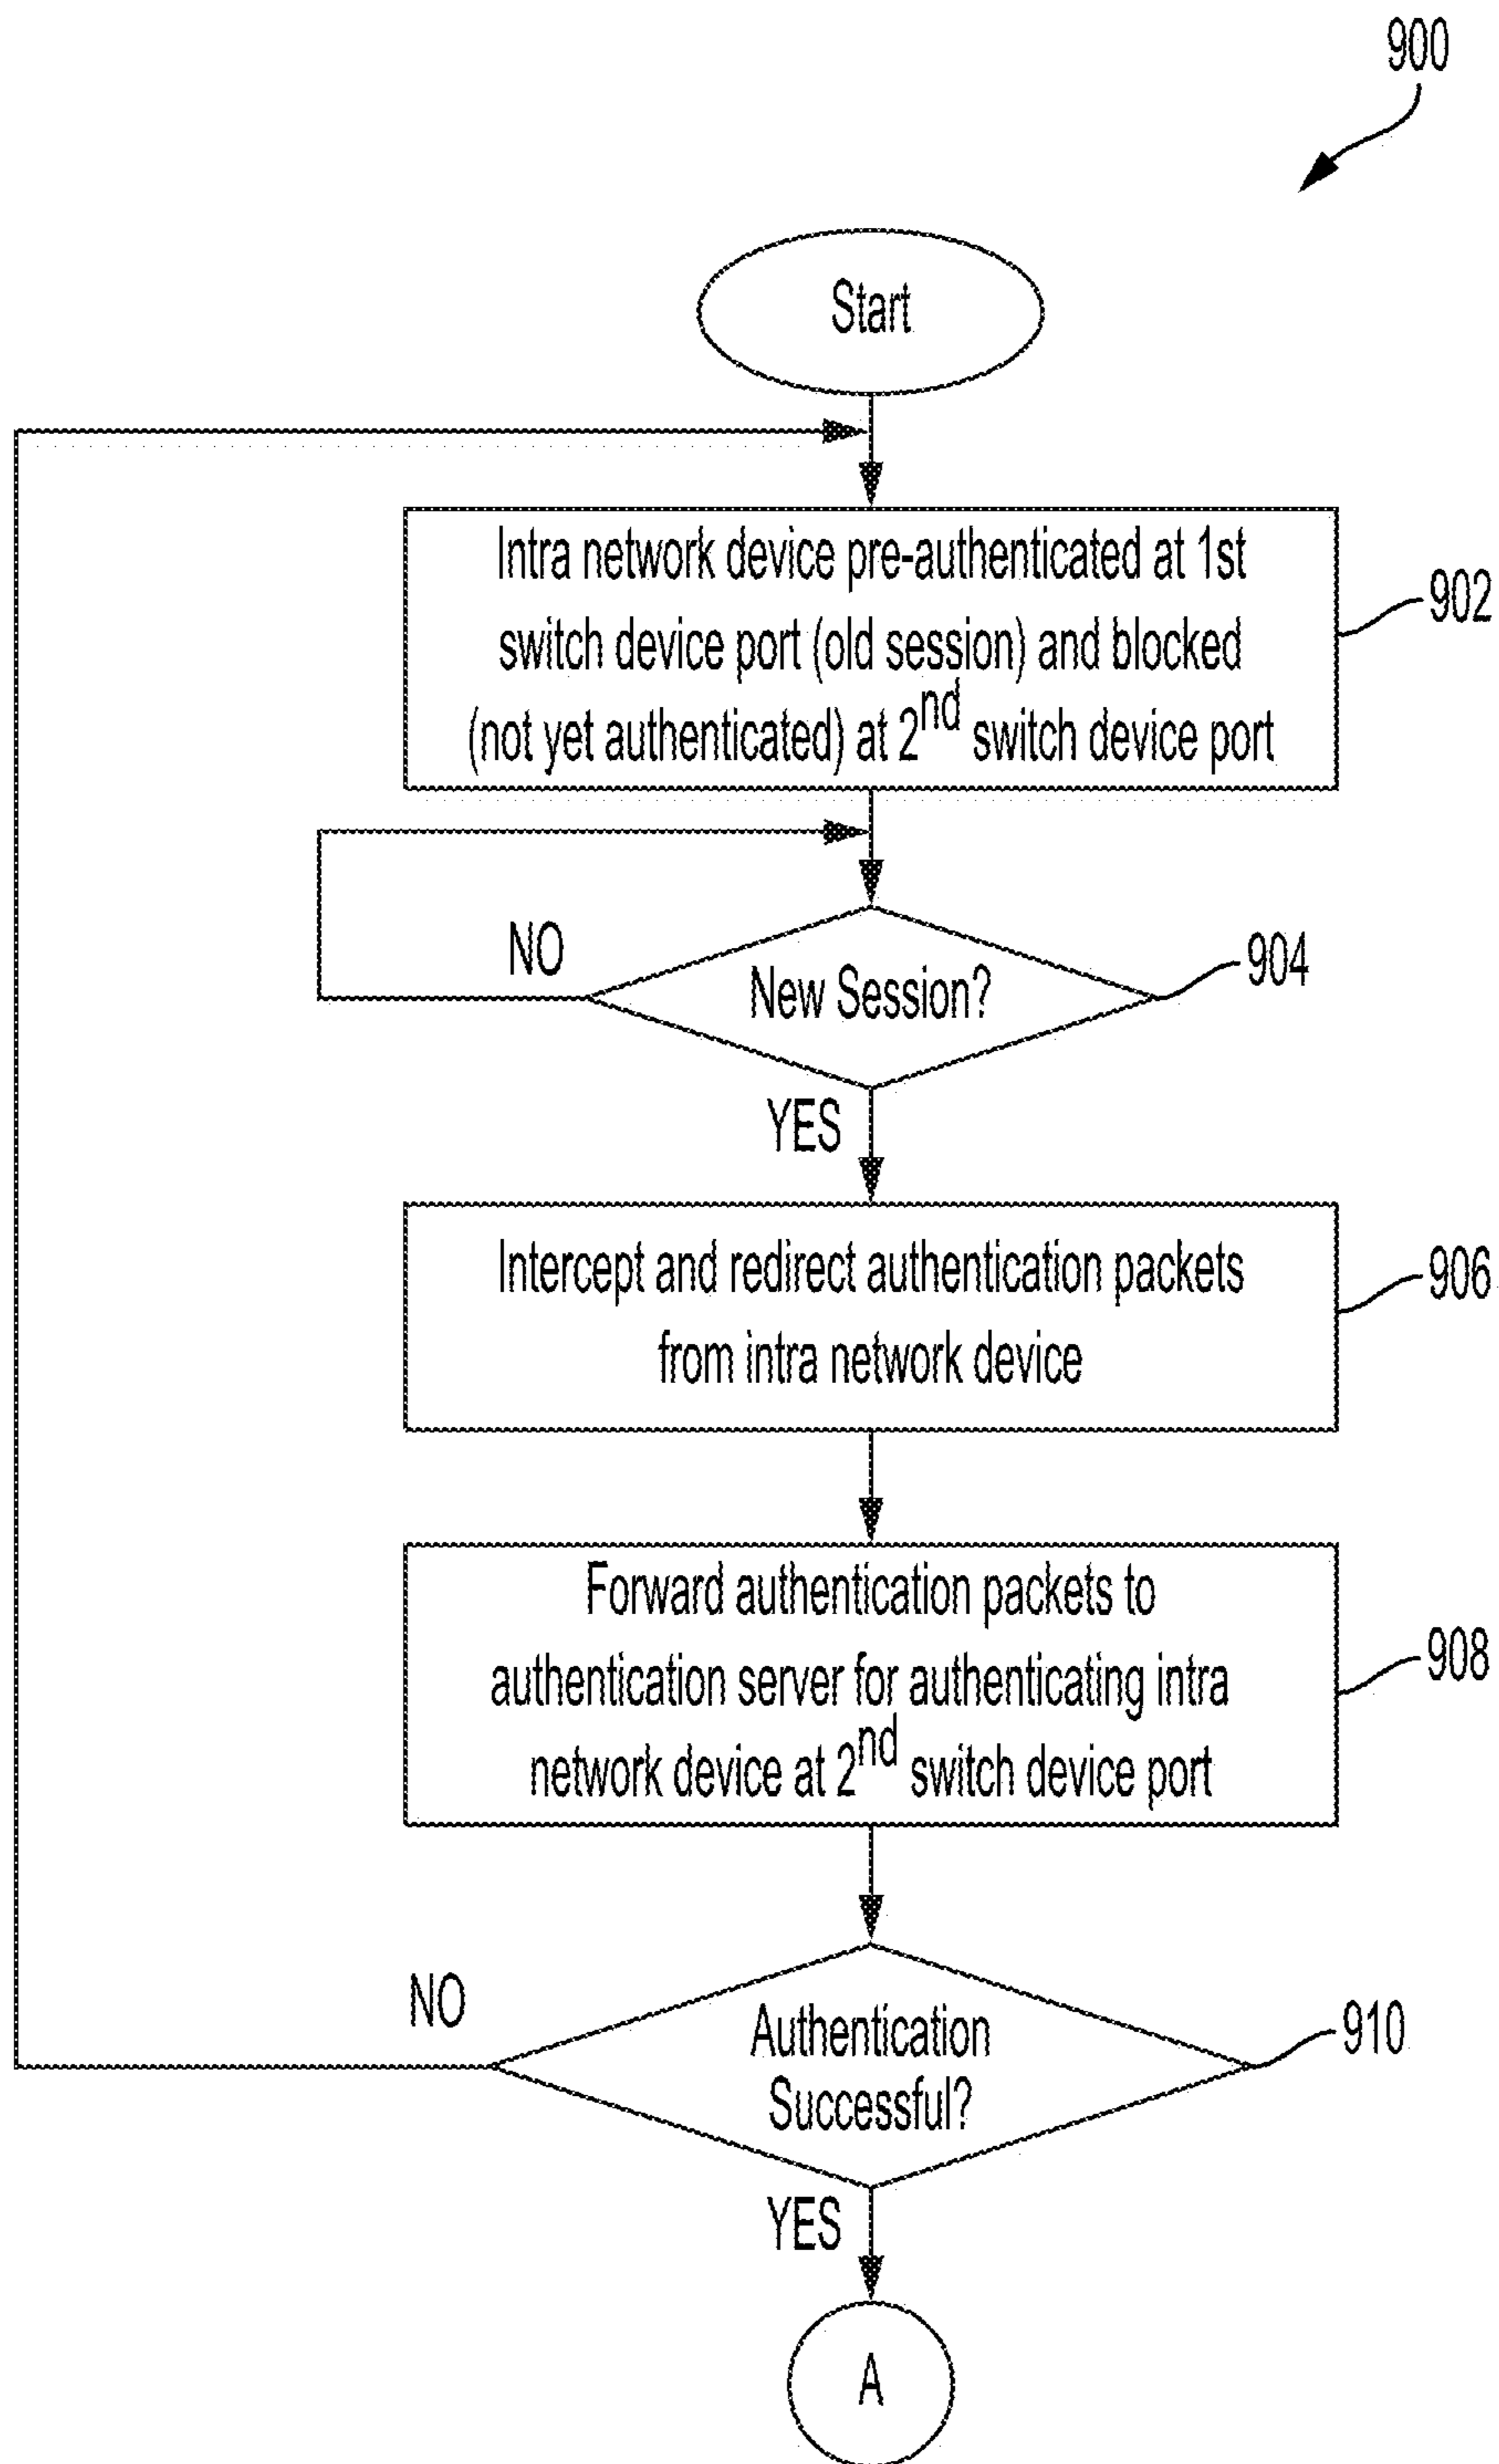 900
Start
Intra network device pre-authenticated at 1st
switch device port (old session) and blocked
(not yet authenticated) at 2nd switch device port
902
NO
New Session?
904
YES
Intercept and redirect authentication packets
from intra network device
906
Forward authentication packets to
authentication server for authenticating intra
network device at 2nd switch device port
908
NO
Authentication
Successful?
910
YES
A